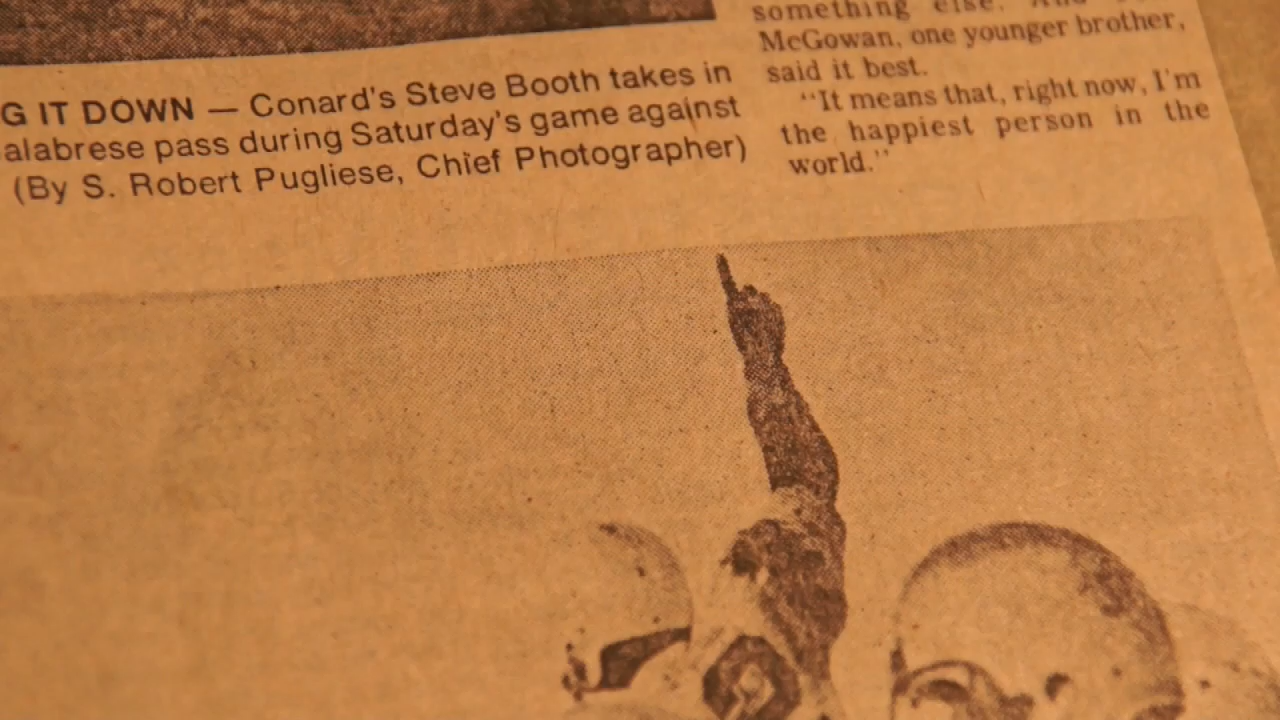 G IT DOWN — Conard's Steve Booth takes in
alabrese pass during Saturday's game against
(By S. Robert Pugliese, Chief Photographer)
something else.
McGowan, one younger brother,
said it best.
"It means that, right now, I'm
the happiest person in the
world."